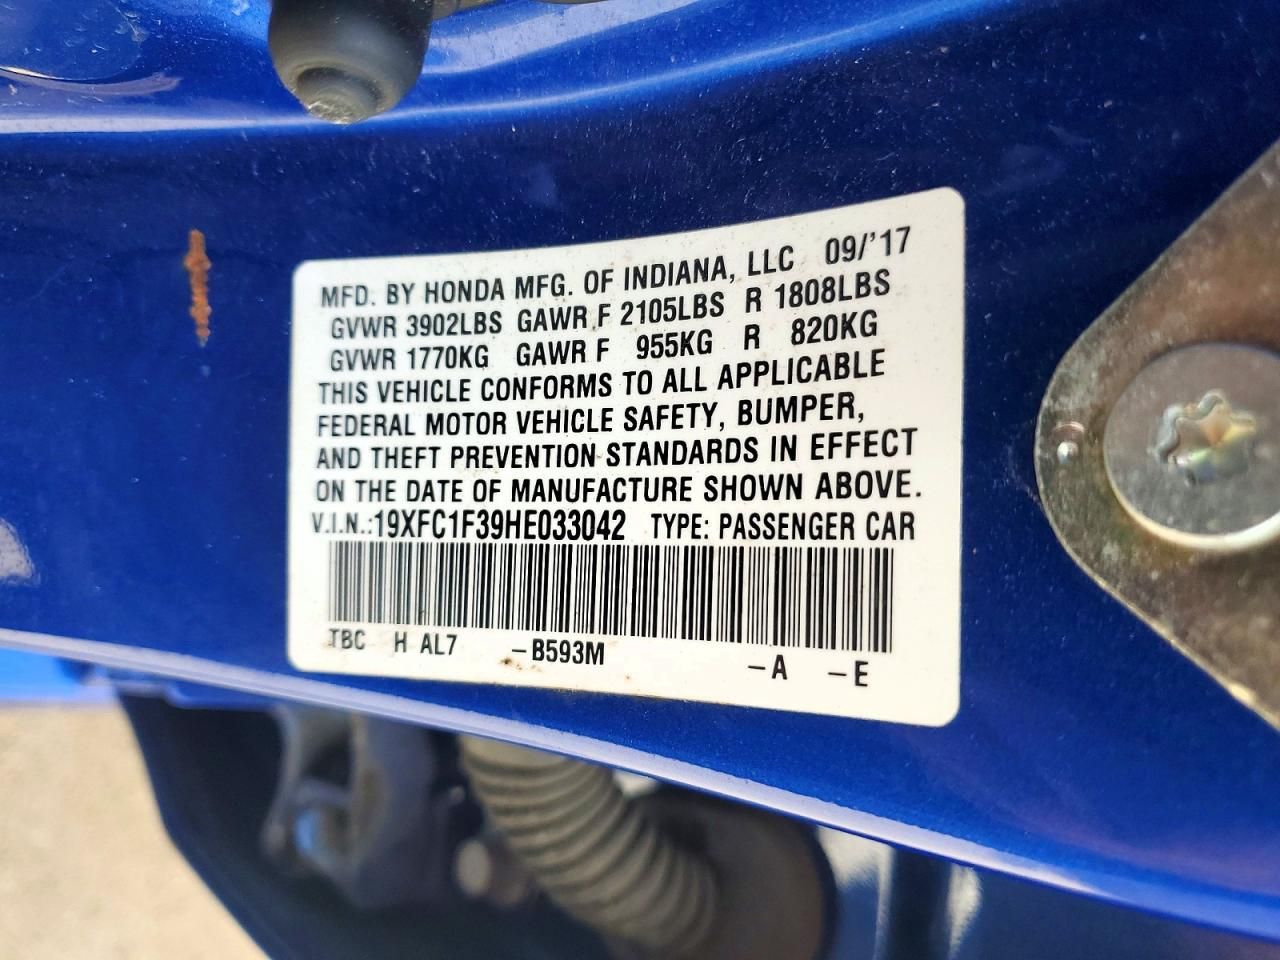 MFD. BY HONDA MFG. OF INDIANA, LLC 09/'17
GVWR 3902LBS GAWR F 2105LBS R 1808LBS
GVWR 1770KG GAWR F 955KG R 820KG
THIS VEHICLE CONFORMS TO ALL APPLICABLE
FEDERAL MOTOR VEHICLE SAFETY, BUMPER,
AND THEFT PREVENTION STANDARDS IN EFFECT
ON THE DATE OF MANUFACTURE SHOWN ABOVE.
V.I.N.:19XFC1F39HE033042 TYPE: PASSENGER CAR
TBC H AL7 -B593M -A -E